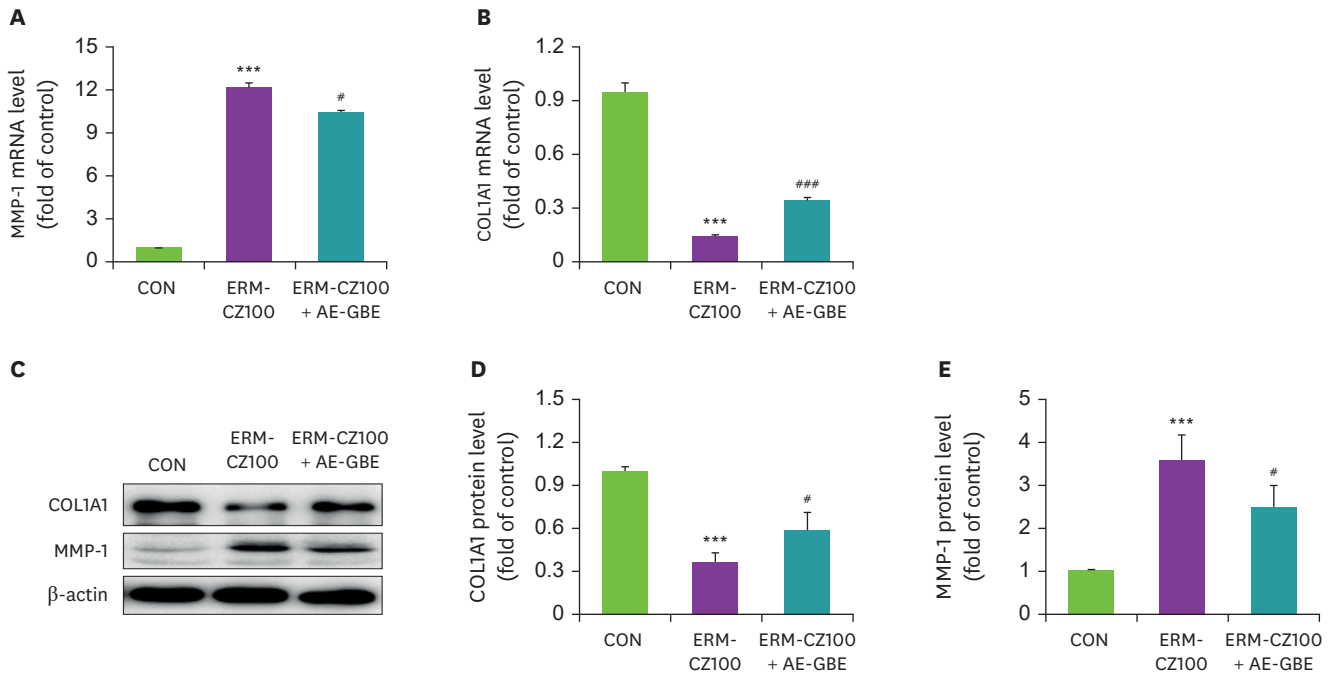 A
MMP-1 mRNA level
(fold of control)
15
12
9
6
3
0
***
#
CON
ERM-
CZ100
ERM-CZ100
+ AE-GBE
B
COL1A1 mRNA level
(fold of control)
1.2
0.9
0.6
0.3
0
***
###
CON
ERM-
CZ100
ERM-CZ100
+ AE-GBE
C
CON
ERM-
CZ100
ERM-CZ100
+ AE-GBE
COL1A1
MMP-1
β-actin
D
COL1A1 protein level
(fold of control)
1.5
1.2
0.9
0.6
0.3
0
***
#
CON
ERM-
CZ100
ERM-CZ100
+ AE-GBE
E
MMP-1 protein level
(fold of control)
5
4
3
2
1
0
***
#
CON
ERM-
CZ100
ERM-CZ100
+ AE-GBE